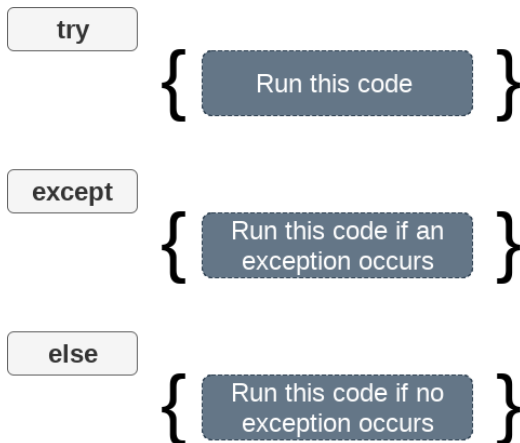 try
{ Run this code }
except
{ Run this code if an
exception occurs }
else
{ Run this code if no
exception occurs }